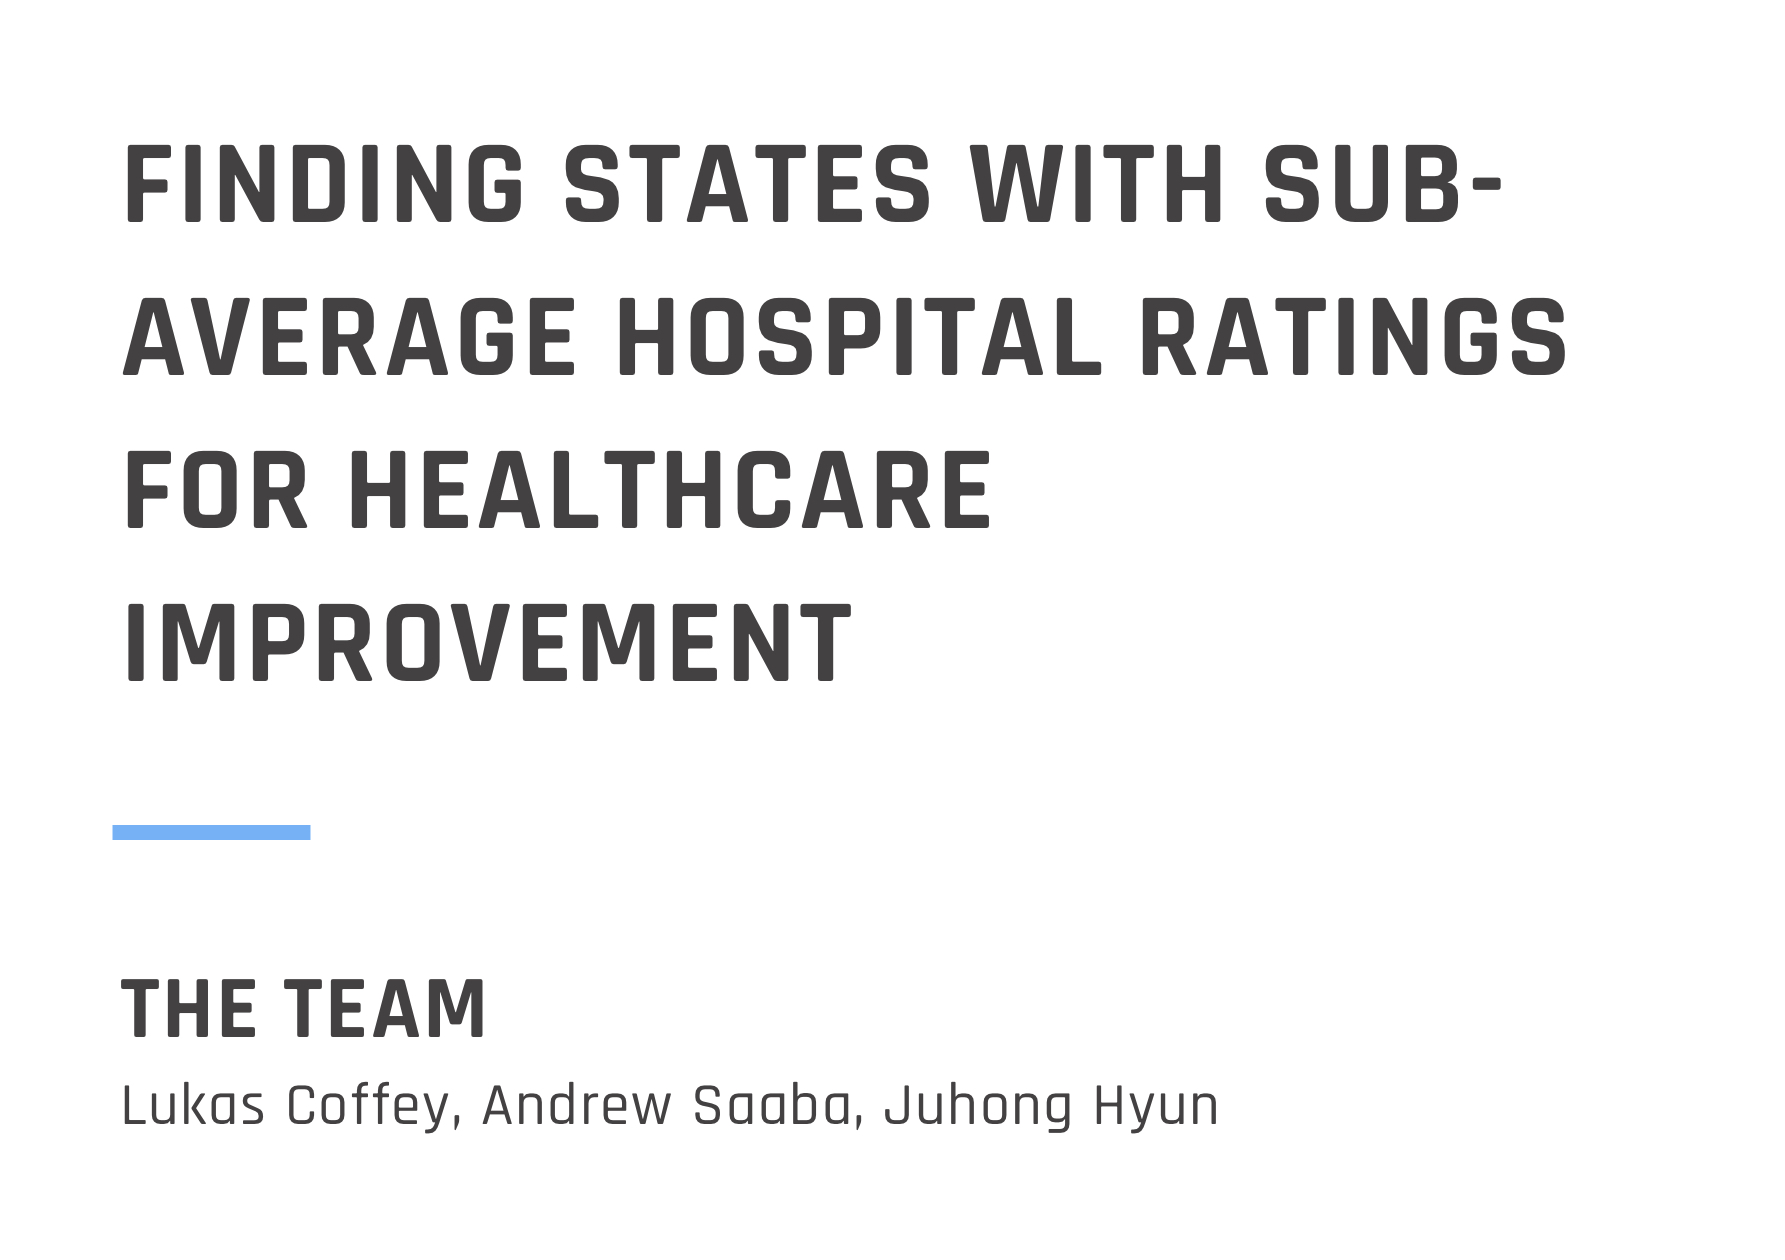 FINDING STATES WITH SUB-
AVERAGE HOSPITAL RATINGS
FOR HEALTHCARE
IMPROVEMENT
THE TEAM
Lukas Coffey, Andrew Saaba, Juhong Hyun